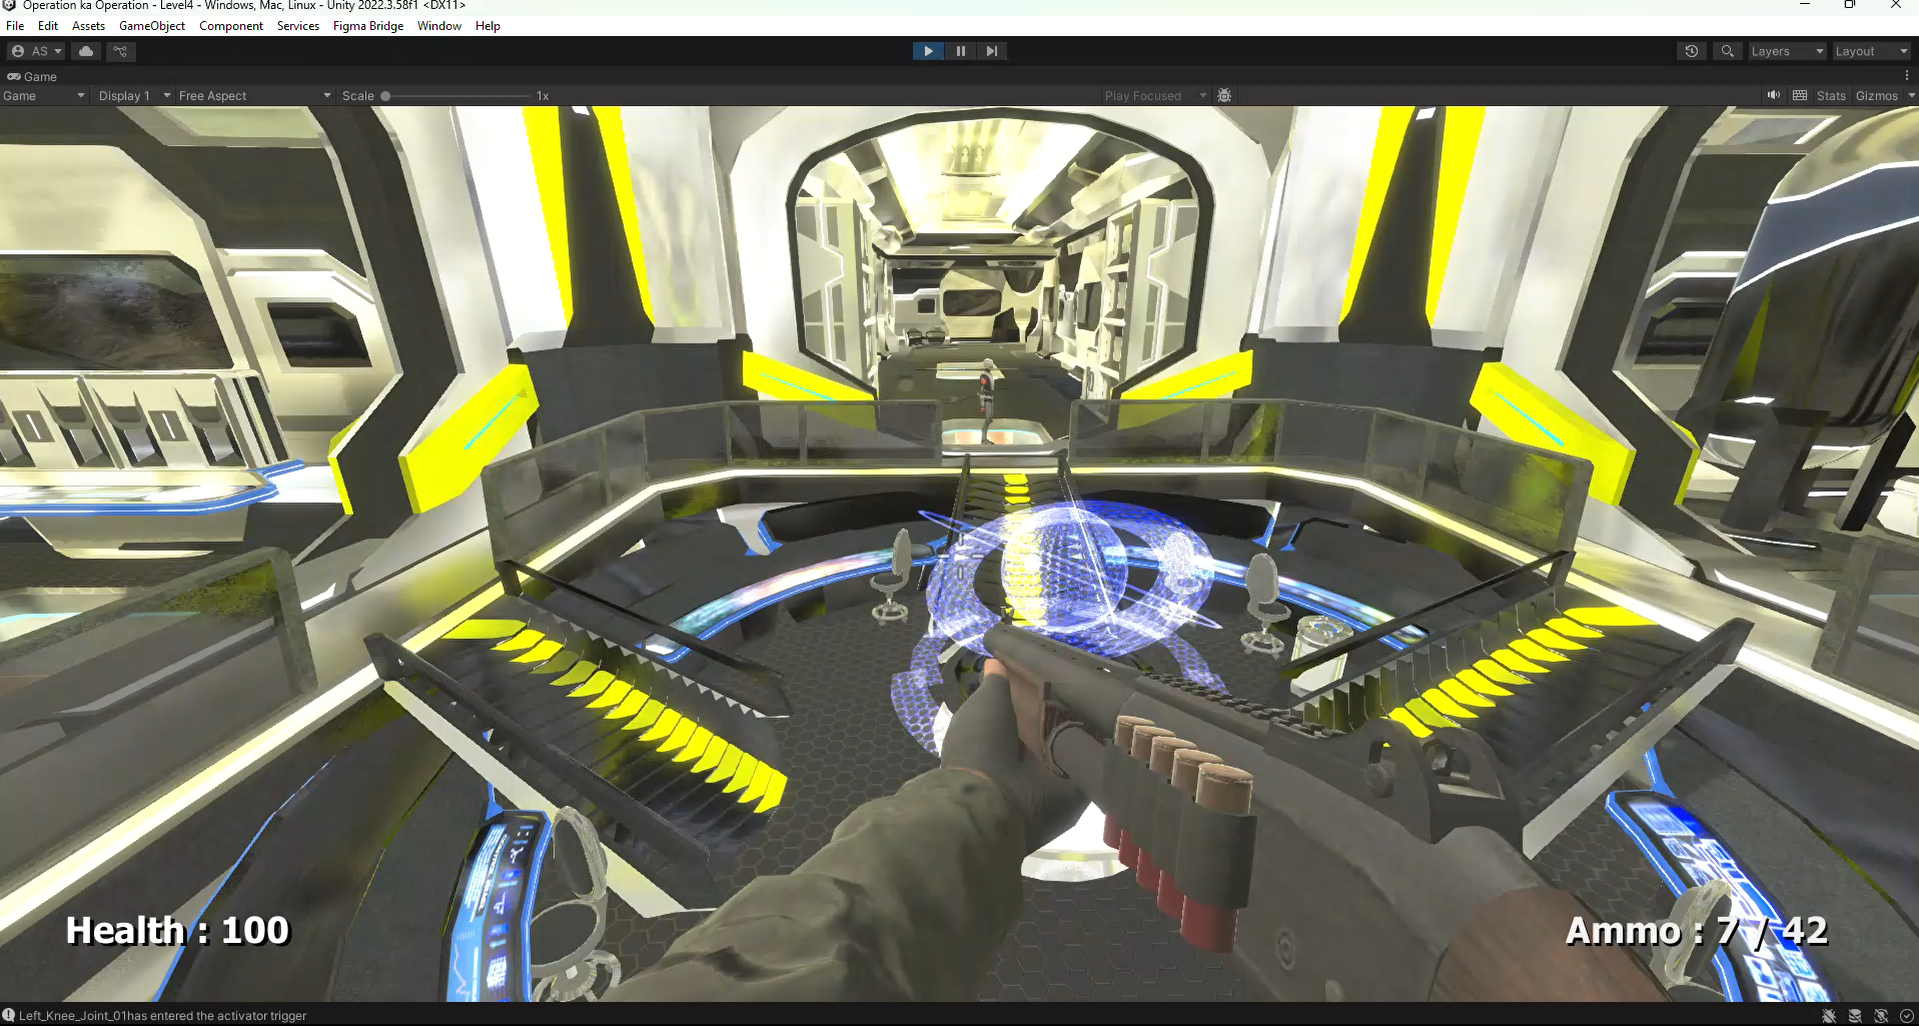 Operation ka Operation - Level4 - Windows, Mac, Linux - Unity 2022.3.58f1 <DX11>
File Edit Assets GameObject Component Services Figma Bridge Window Help
AS Layers Layout
Game
Game Display 1 Free Aspect Scale 1x Play Focused Stats Gizmos
Health : 100 Ammo : 7 / 42
Left_Knee_Joint_01has entered the activator trigger